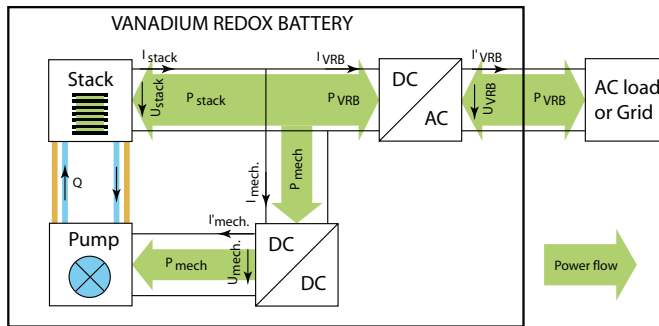 VANADIUM REDOX BATTERY
I stack
I VRB
I'VRB
Stack
U stack
P stack
P VRB
DC
AC
U VRB
P VRB
AC load
or Grid
Q
I mech.
P mech
I'mech.
Pump
P mech
U mech.
DC
DC
Power flow